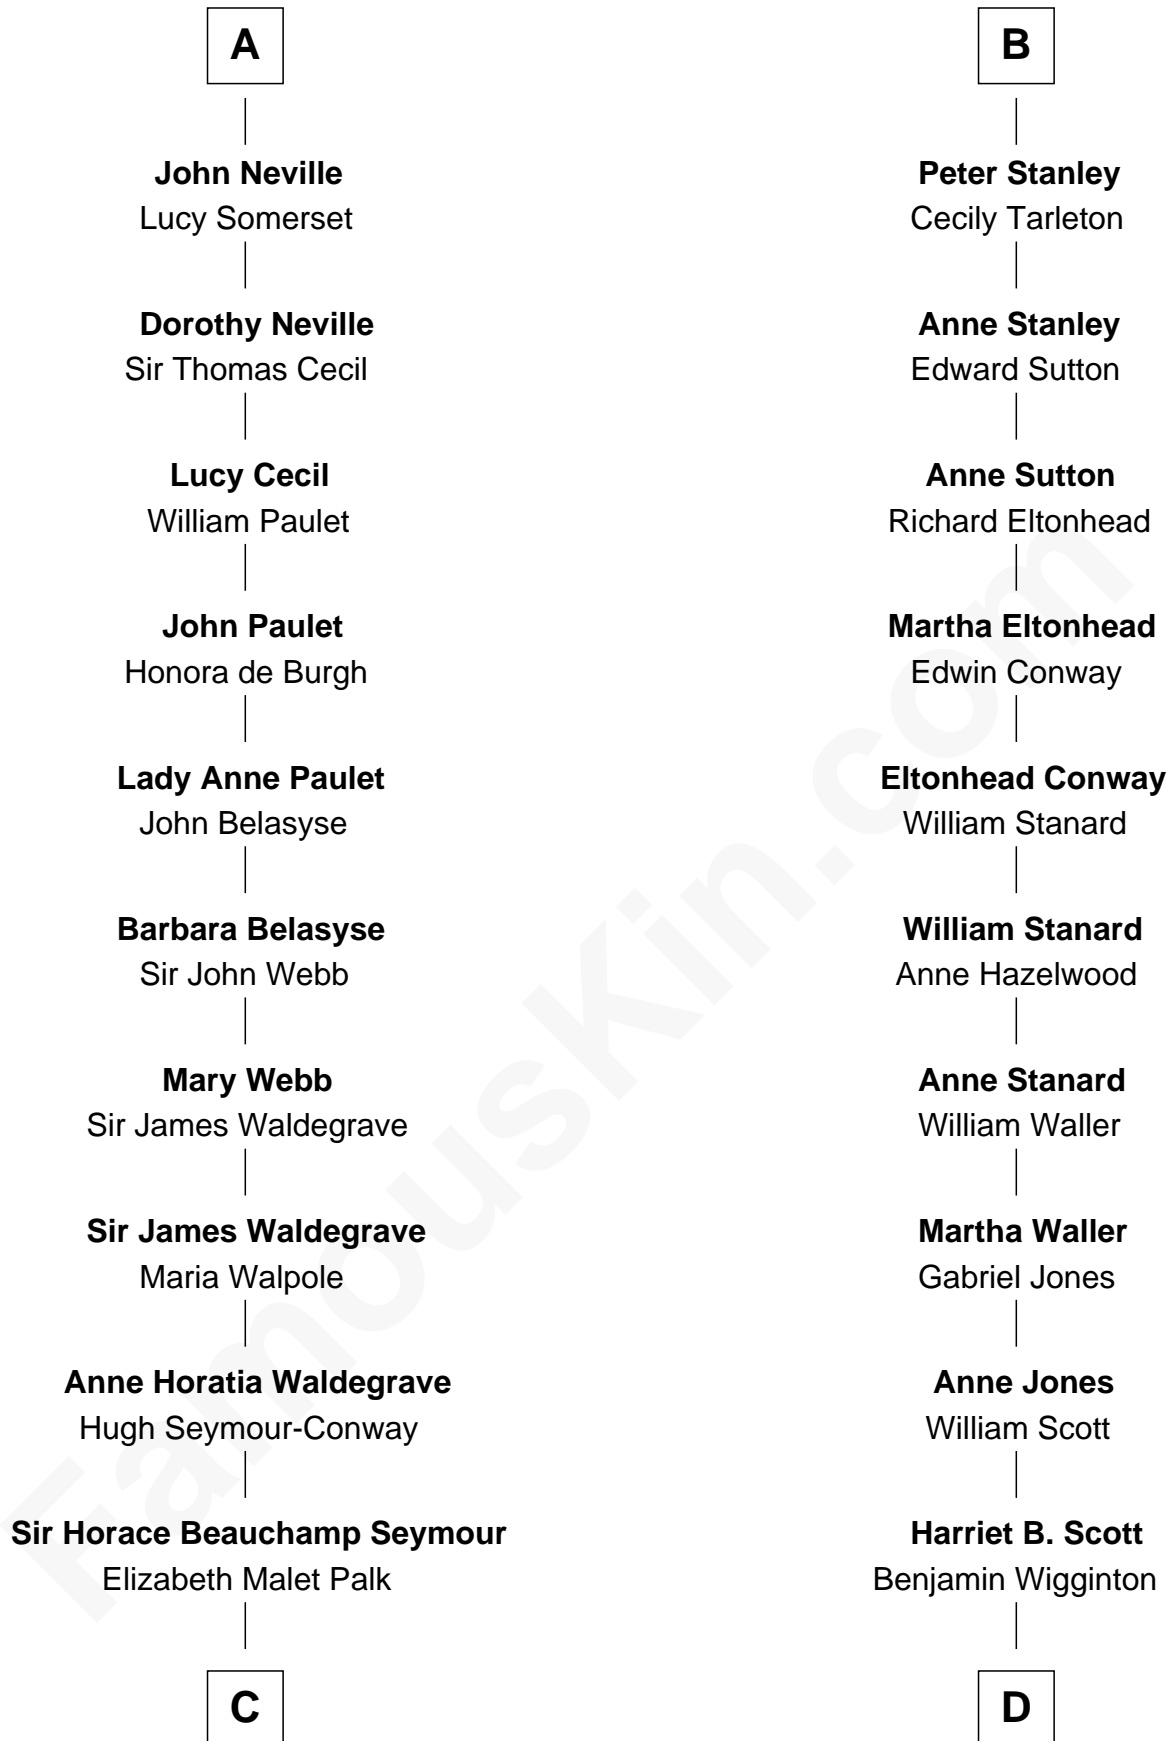 A
John Neville
Lucy Somerset
Dorothy Neville
Sir Thomas Cecil
Lucy Cecil
William Paulet
John Paulet
Honora de Burgh
Lady Anne Paulet
John Belasyse
Barbara Belasyse
Sir John Webb
Mary Webb
Sir James Waldegrave
Sir James Waldegrave
Maria Walpole
Anne Horatia Waldegrave
Hugh Seymour-Conway
Sir Horace Beauchamp Seymour
Elizabeth Malet Palk
C
B
Peter Stanley
Cecily Tarleton
Anne Stanley
Edward Sutton
Anne Sutton
Richard Eltonhead
Martha Eltonhead
Edwin Conway
Eltonhead Conway
William Stanard
William Stanard
Anne Hazelwood
Anne Stanard
William Waller
Martha Waller
Gabriel Jones
Anne Jones
William Scott
Harriet B. Scott
Benjamin Wigginton
D
FamousKin.com